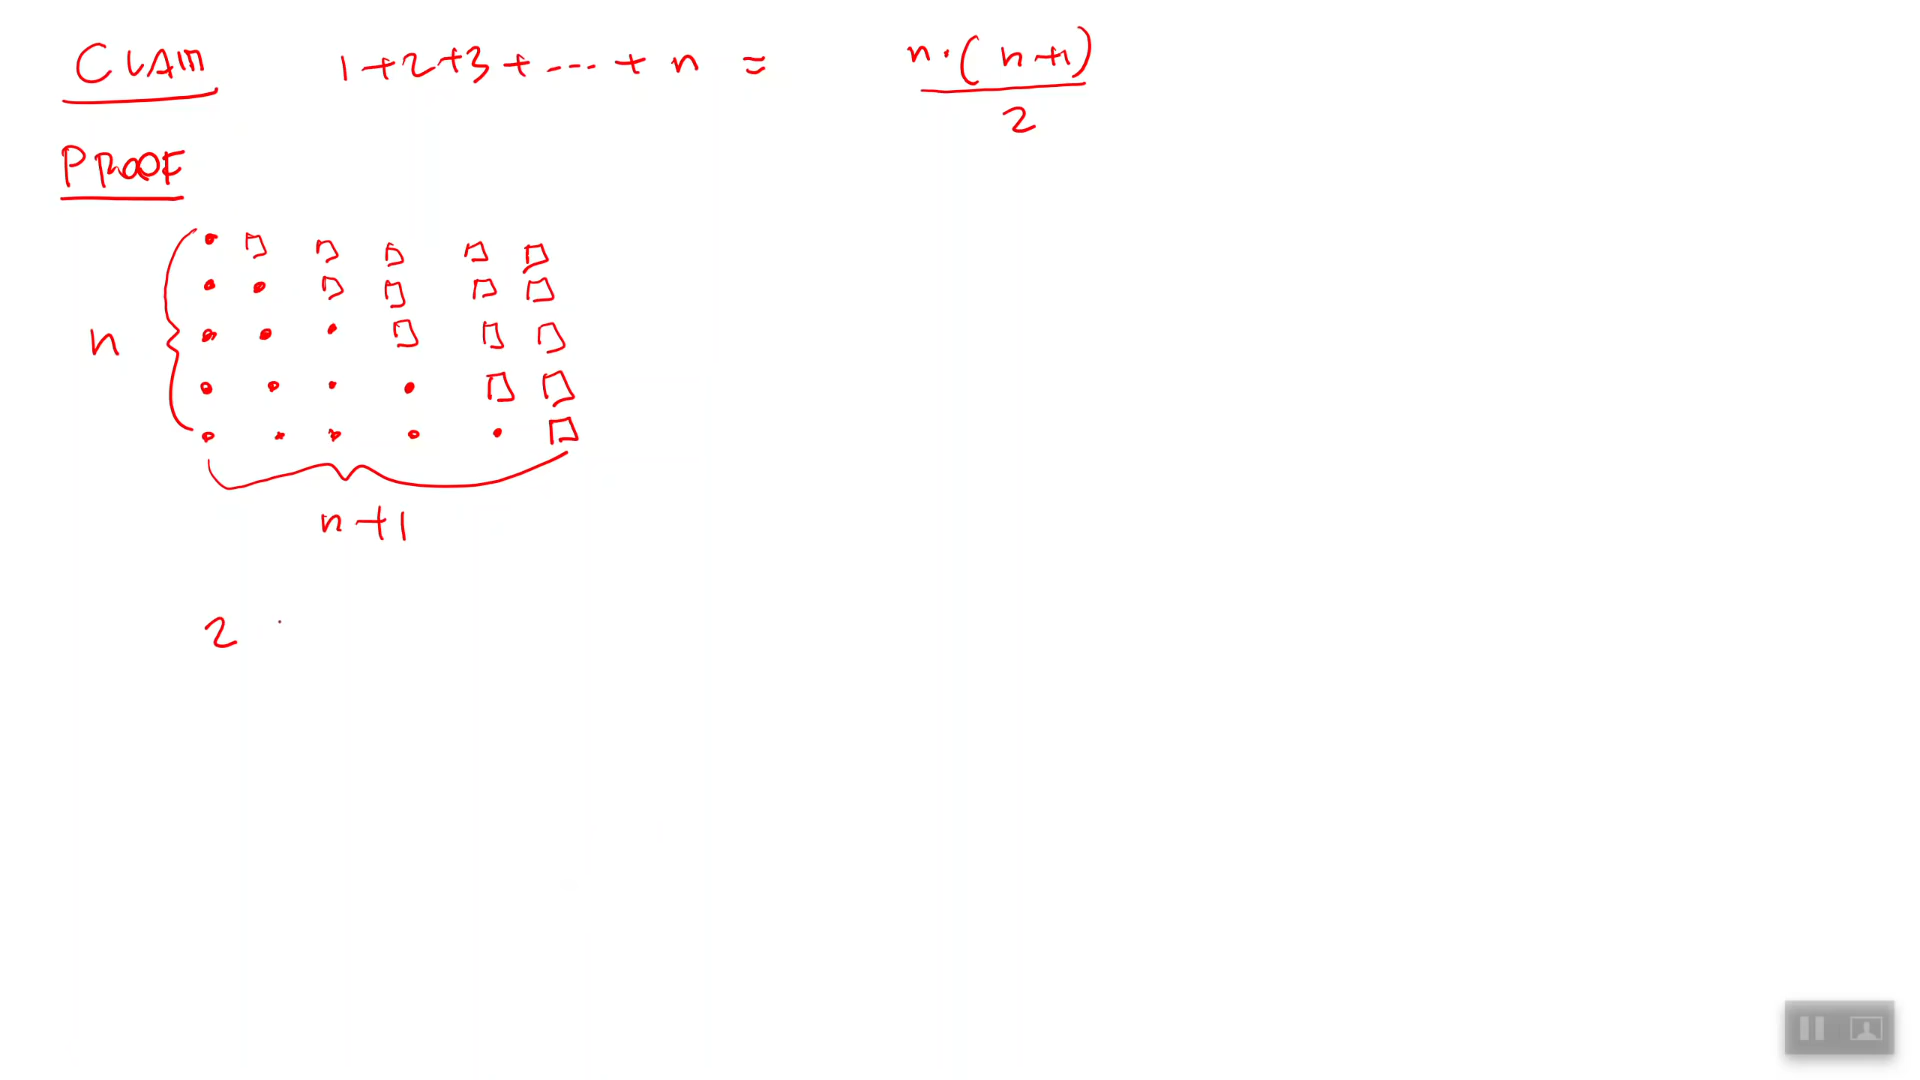 CLAIM 1+2+3+---+ n = n·(n+1)/2
PROOF
n
n+1
2 ·